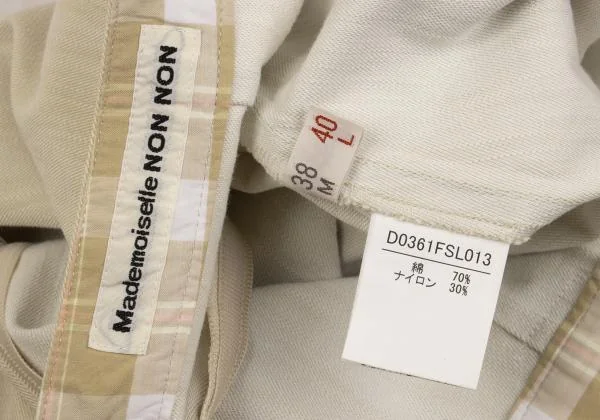 Mademoiselle NON NON
38 40
M L
D0361FSL013
綿 70%
ナイロン 30%